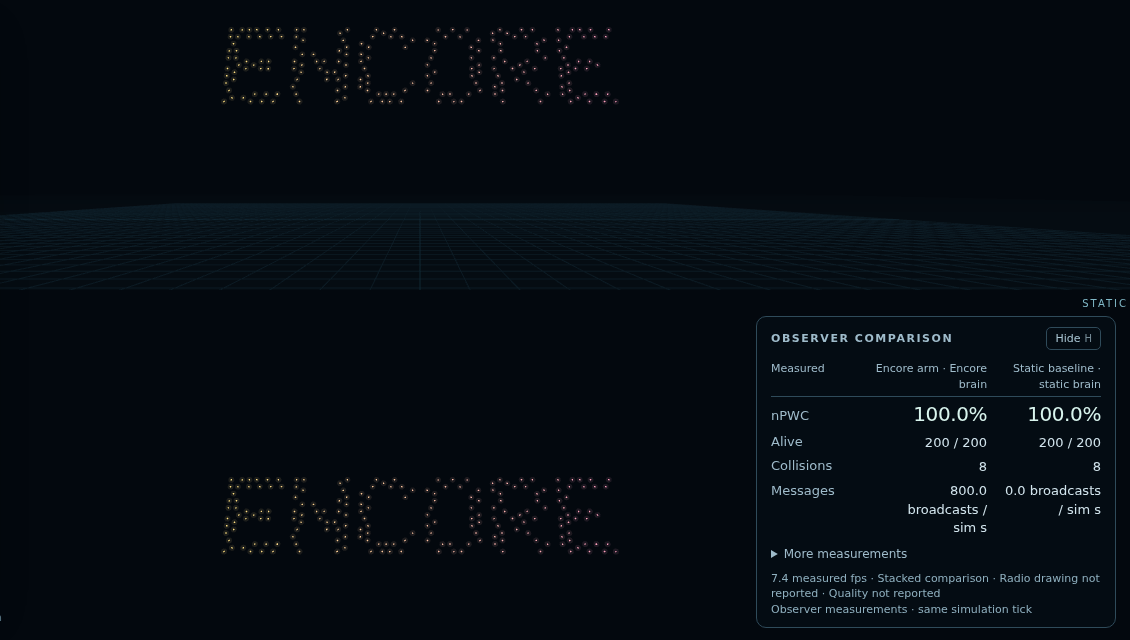 ENCORE
STATIC
OBSERVER COMPARISON
Hide H
Measured
Encore arm · Encore brain
Static baseline · static brain
nPWC 100.0% 100.0%
Alive 200 / 200 200 / 200
Collisions 8 8
Messages 800.0 broadcasts / sim s 0.0 broadcasts / sim s
▶ More measurements
7.4 measured fps · Stacked comparison · Radio drawing not
reported · Quality not reported
Observer measurements · same simulation tick
ENCORE